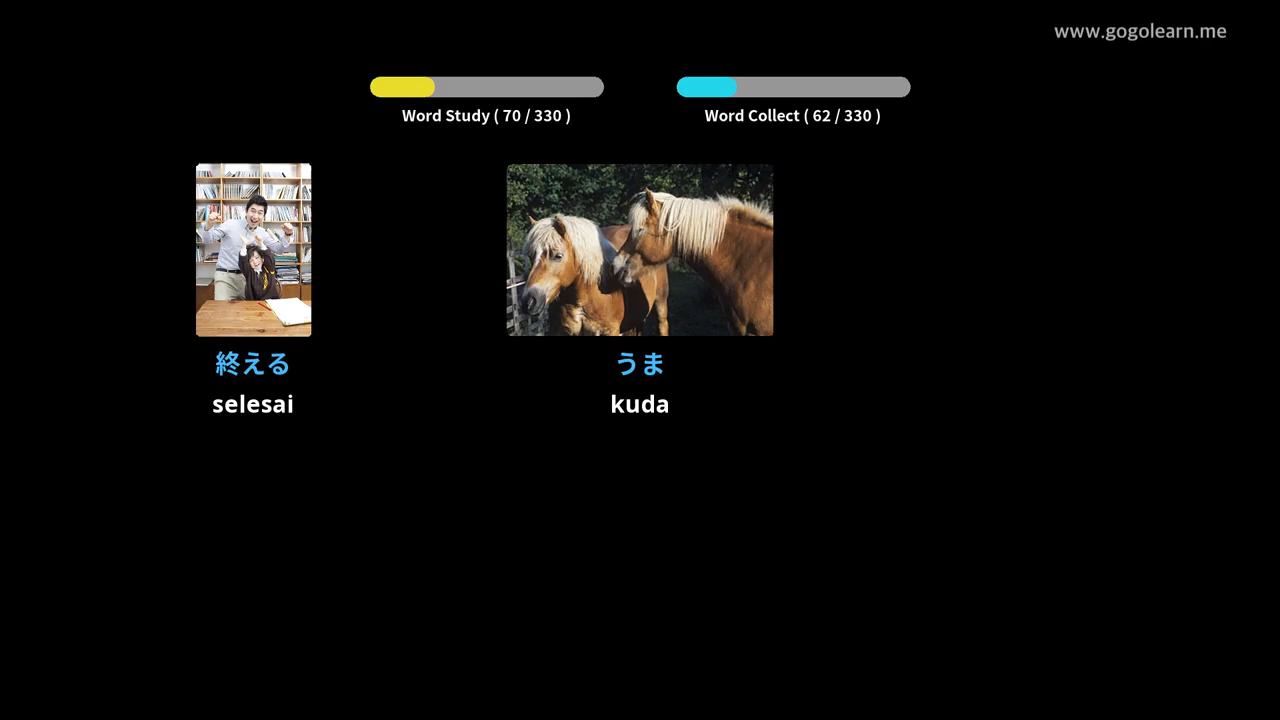 www.gogolearn.me
Word Study ( 70 / 330 )
Word Collect ( 62 / 330 )
終える
selesai
うま
kuda